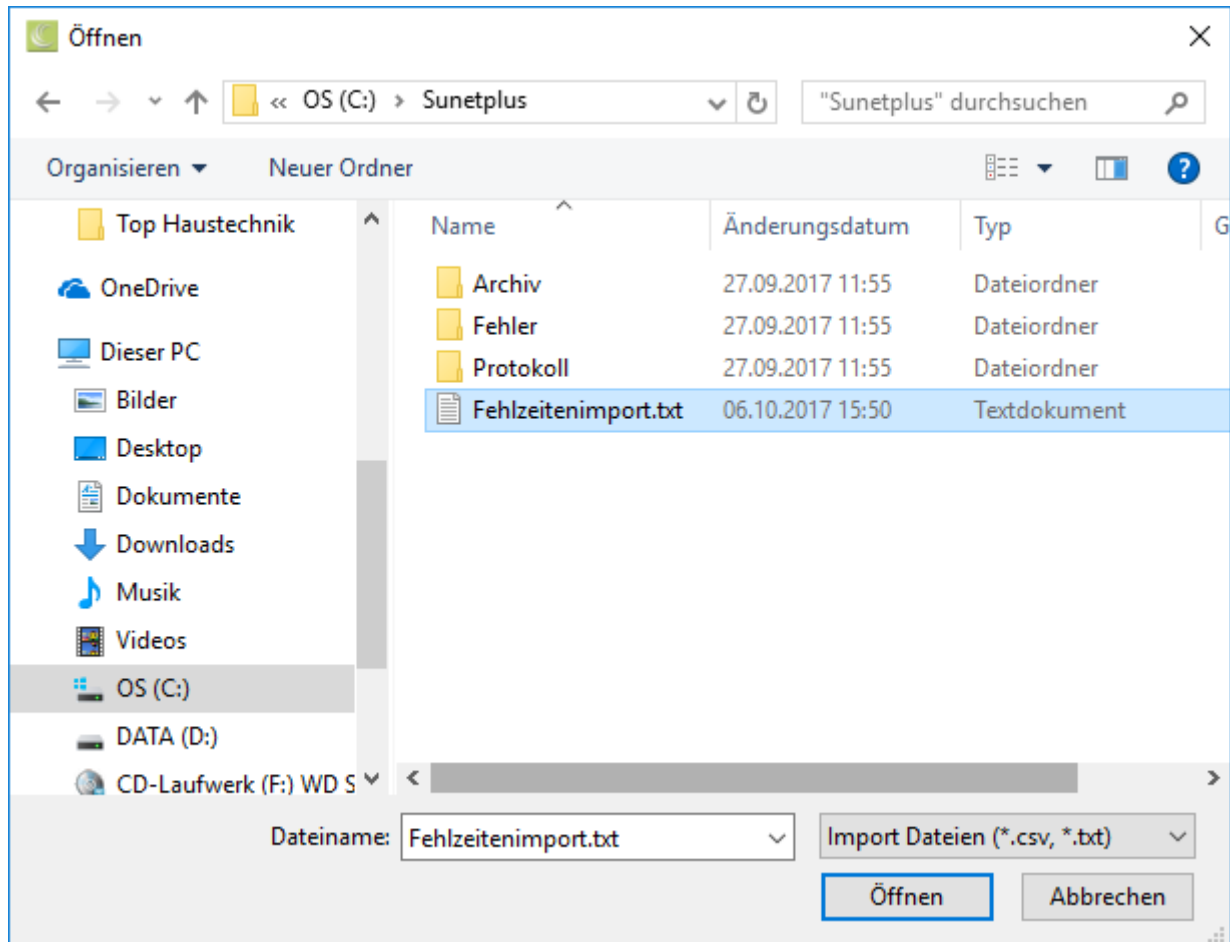 Öffnen
« OS (C:) > Sunetplus
"Sunetplus" durchsuchen
Organisieren
Neuer Ordner
Top Haustechnik
OneDrive
Dieser PC
Bilder
Desktop
Dokumente
Downloads
Musik
Videos
OS (C:)
DATA (D:)
CD-Laufwerk (F:) WD S
Name Änderungsdatum Typ G
Archiv 27.09.2017 11:55 Dateiordner
Fehler 27.09.2017 11:55 Dateiordner
Protokoll 27.09.2017 11:55 Dateiordner
Fehlzeitenimport.txt 06.10.2017 15:50 Textdokument
Dateiname: Fehlzeitenimport.txt
Import Dateien (*.csv, *.txt)
Öffnen
Abbrechen